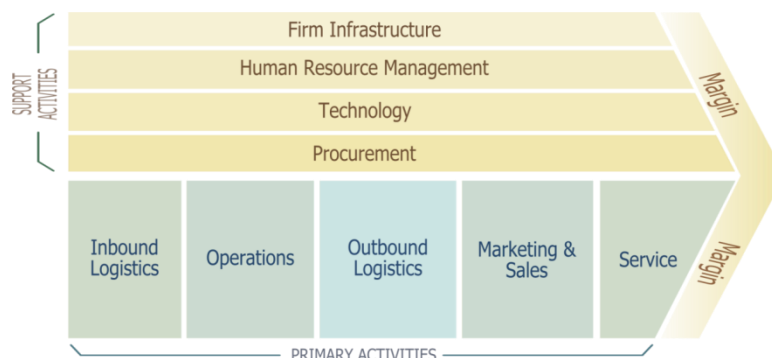 SUPPORT
ACTIVITIES
Firm Infrastructure
Human Resource Management
Technology
Procurement
Margin
Inbound
Logistics
Operations
Outbound
Logistics
Marketing &
Sales
Service
Margin
PRIMARY ACTIVITIES